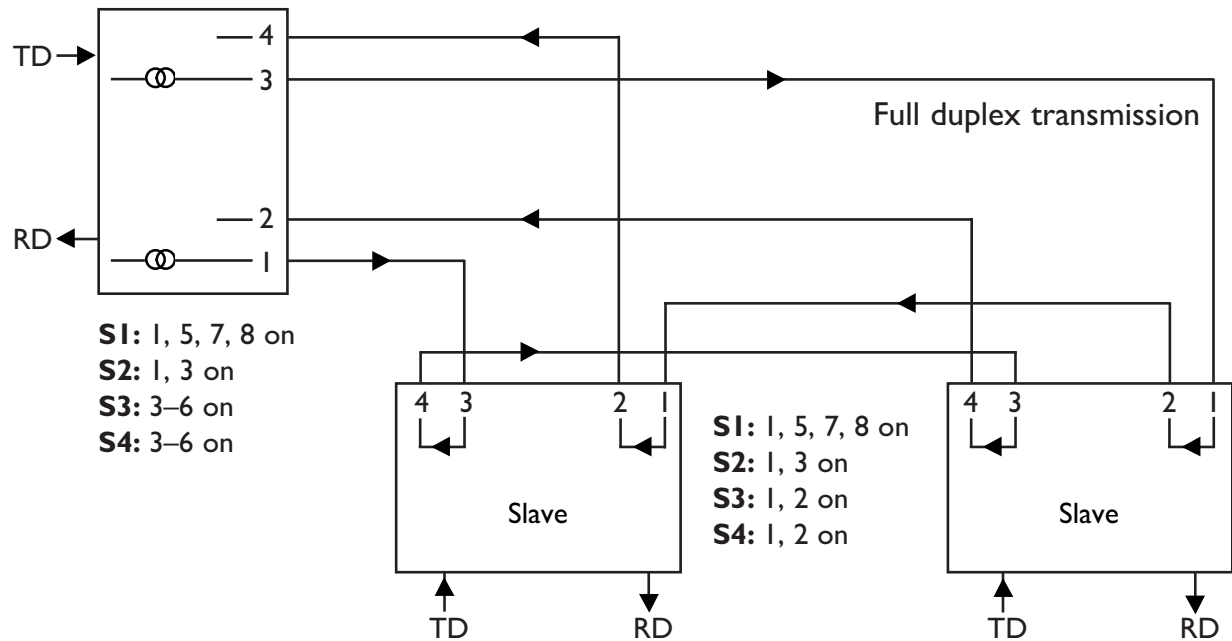 4
TD
3
Full duplex transmission
2
RD
1
S1: 1, 5, 7, 8 on
S2: 1, 3 on
S3: 3–6 on
S4: 3–6 on
4 3 2 1
S1: 1, 5, 7, 8 on
S2: 1, 3 on
S3: 1, 2 on
S4: 1, 2 on
4 3 2 1
Slave
Slave
TD RD
TD RD